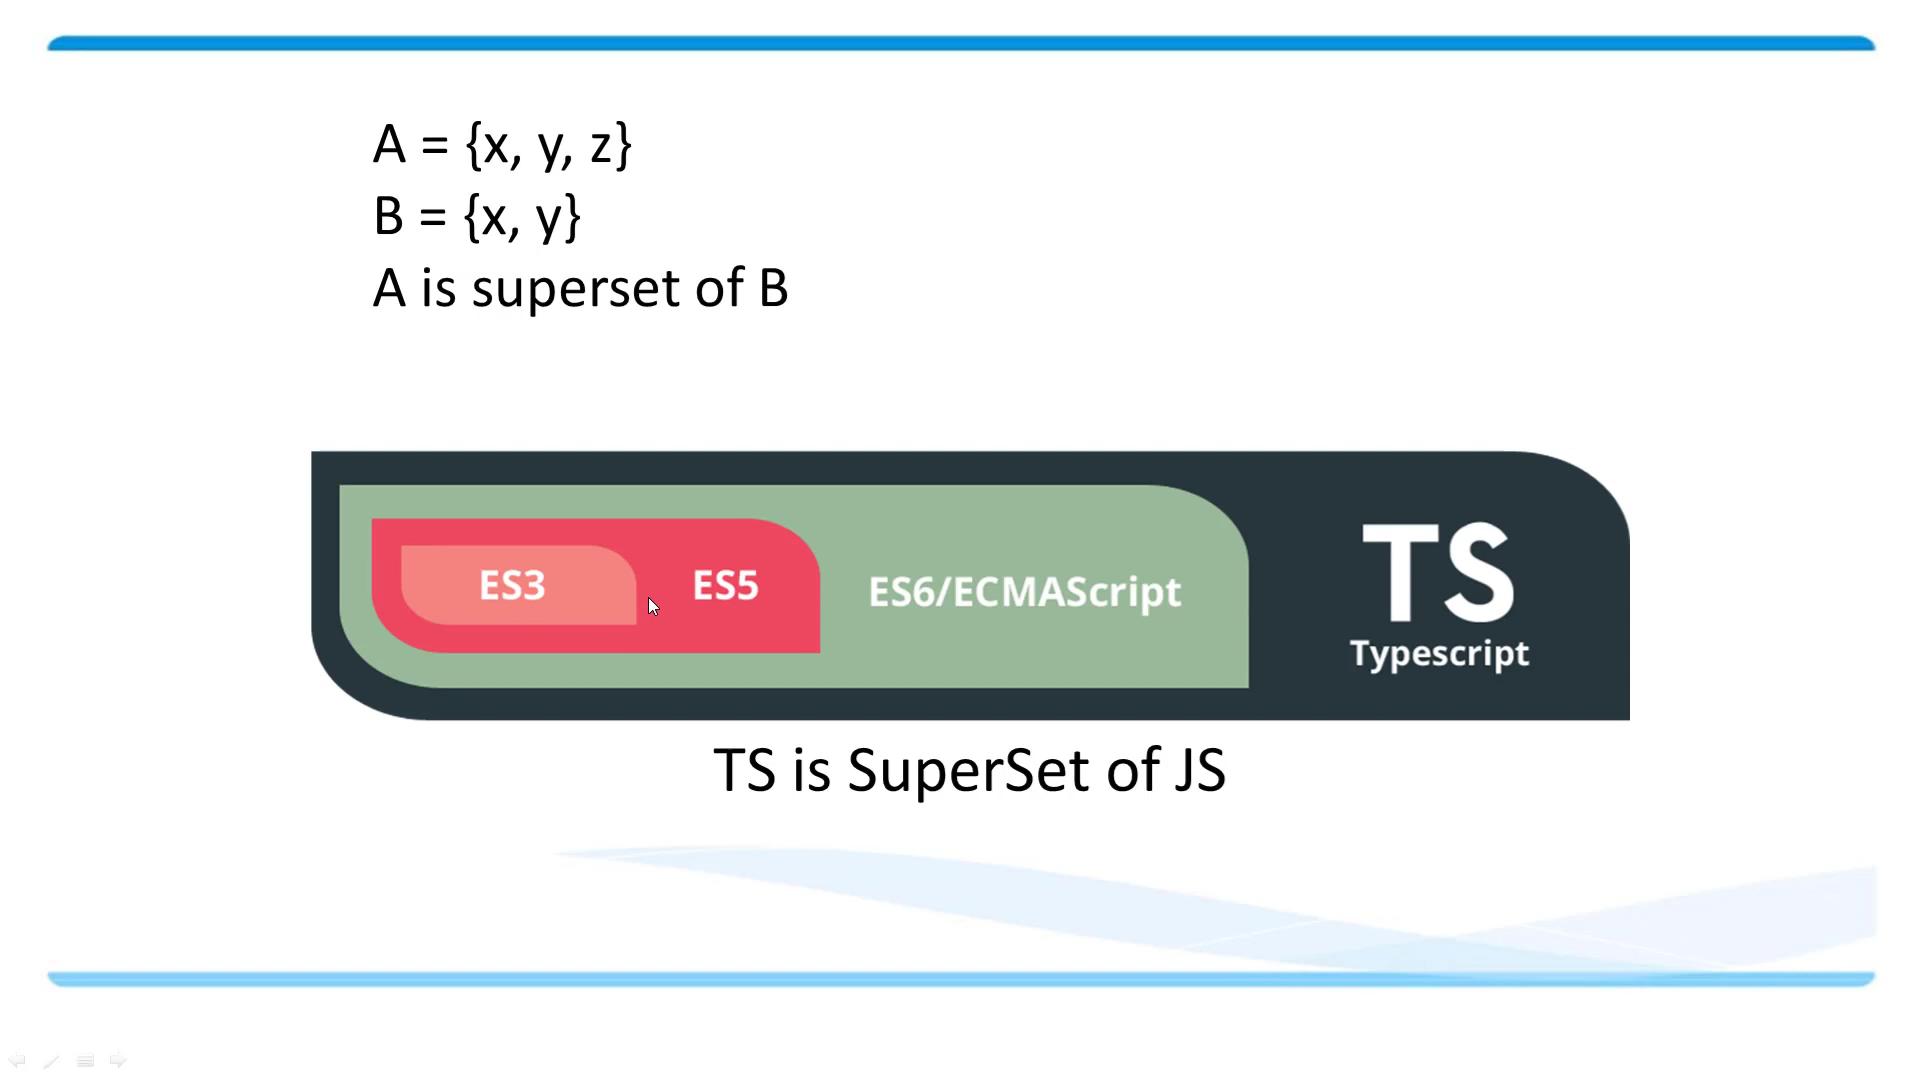 A = {x, y, z}
B = {x, y}
A is superset of B
ES3
ES5
ES6/ECMAScript
TS
Typescript
TS is SuperSet of JS